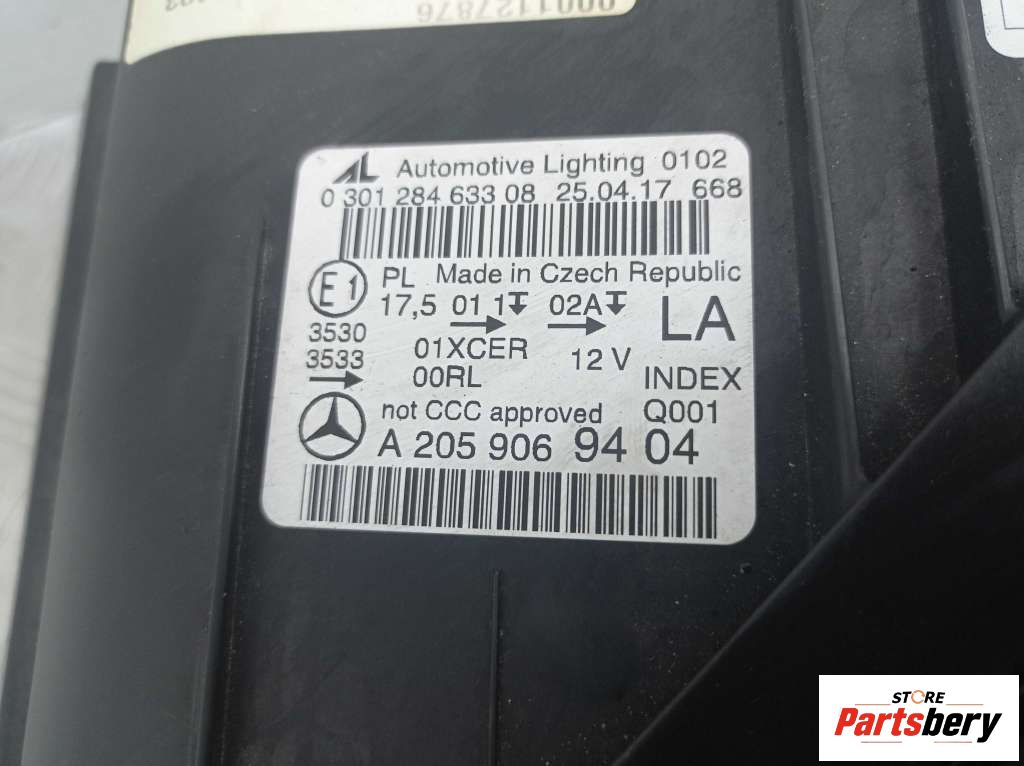 0001127876
AL Automotive Lighting 0102
0 301 284 633 08 25.04.17 668
E1 PL Made in Czech Republic
17,5 01 1 02A LA
3530
3533 01XCER 12 V
00RL INDEX
not CCC approved Q001
A 205 906 94 04
STORE
Partsbery